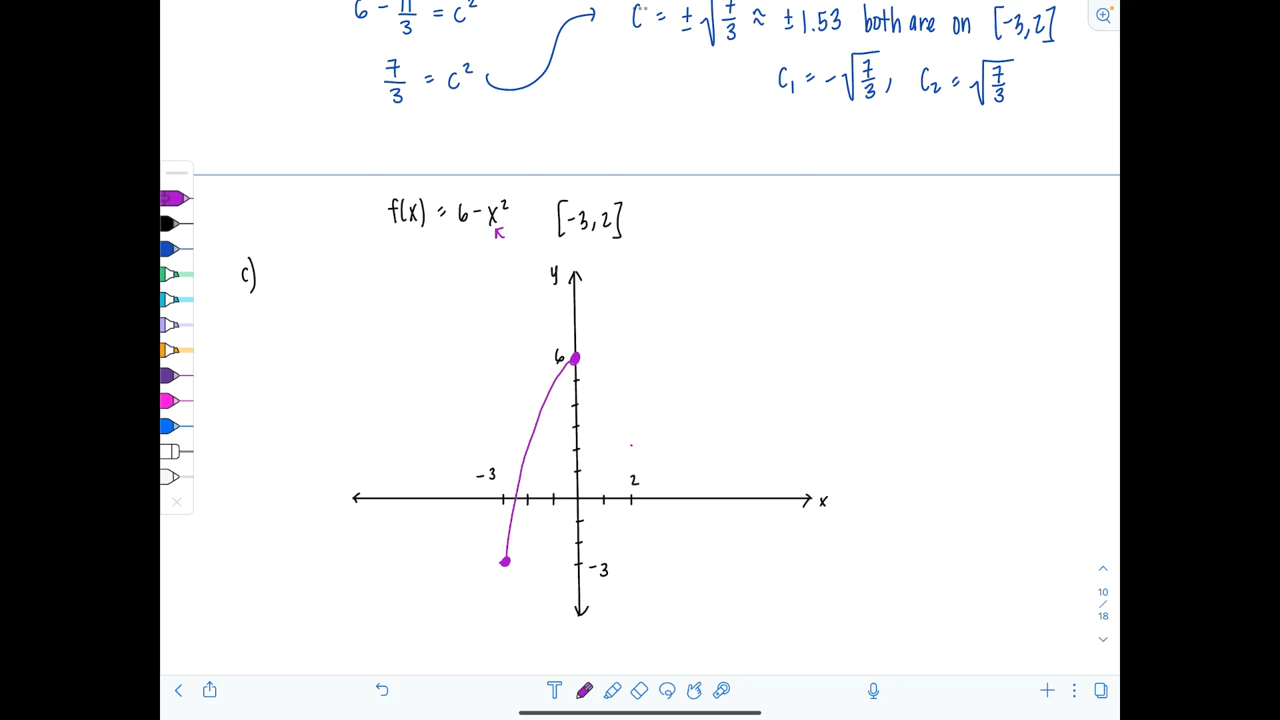 6 - 11/3 = c²
C = ±√7/3 ≈ ±1.53 both are on [-3,2]
7/3 = c²
C₁ = -√7/3, C₂ = √7/3
f(x) = 6-x² [-3,2]
c)
y
6
-3 2
x
-3
10
/
18
T